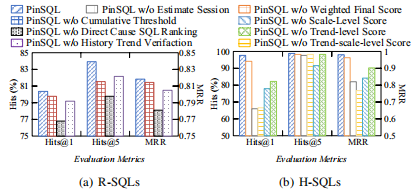 PinSQL PinSQL w/o Estimate Session
PinSQL w/o Cumulative Threshold
PinSQL w/o Direct Cause SQL Ranking
PinSQL w/o History Trend Verifaction
85
83
81
79
77
75
Hits (%)
Hits@1 Hits@5 MRR
0.85
0.83
0.81
0.79
0.77
0.75
MRR
Evaluation Metrics
(a) R-SQLs
PinSQL PinSQL w/o Weighted Final Score
PinSQL w/o Scale-Level Score
PinSQL w/o Trend-level Score
PinSQL w/o Trend-scale-level Score
100
90
80
70
60
50
Hits (%)
Hits@1 Hits@5 MRR
1
0.9
0.8
0.7
0.6
0.5
MRR
Evaluation Metrics
(b) H-SQLs